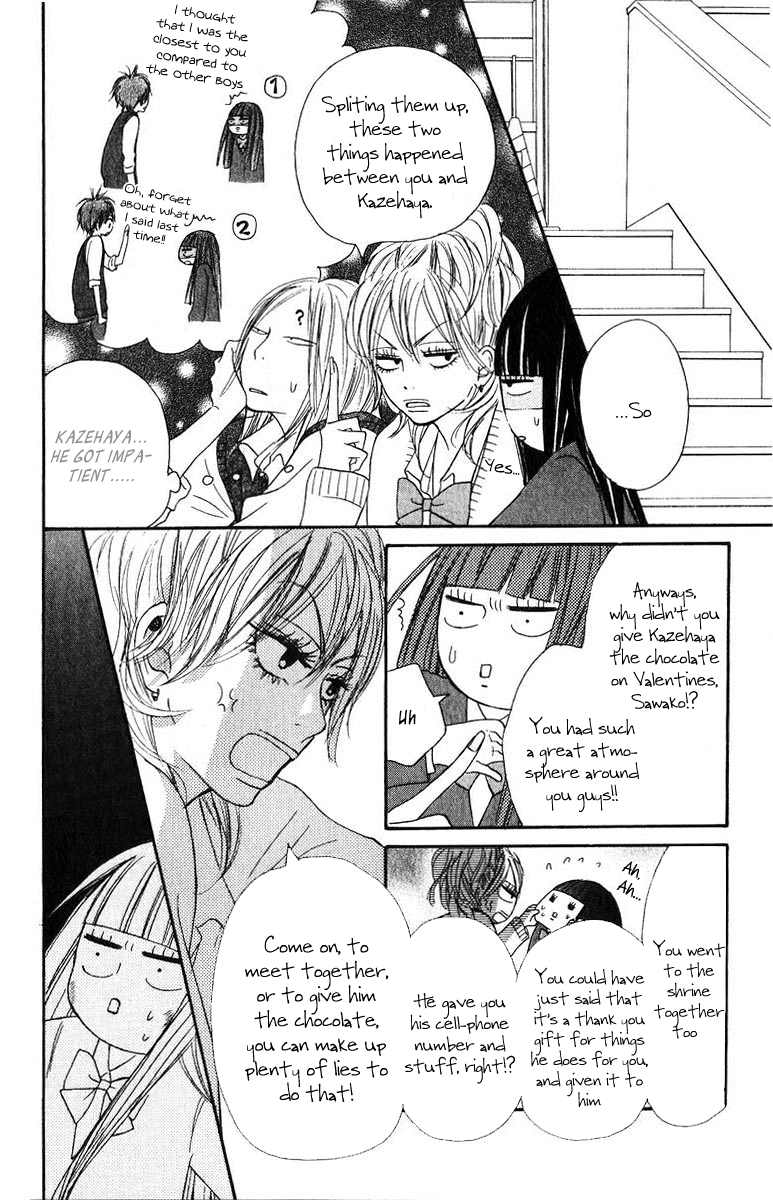 ...So
Spliting them up,
these two
things happened
between you and
Kazehaya.
I thought
that I was the
closest to you
compared to
the other boys
1
Oh, forget
about what
I said last
time!!
2
?
Yes...
KAZEHAYA...
HE GOT IMPA-
TIENT.....
Anyways,
why didn't you
give Kazehaya
the chocolate
on Valentines,
Sawako!?
You had such
a great atmo-
sphere around
you guys!!
Uh
Ah,
Ah...
You went
to the
shrine
together
too
You could have
just said that
it's a thank you
gift for things
he does for you,
and given it to
him
He gave you
his cell-phone
number and
stuff, right!?
Come on, to
meet together,
or to give him
the chocolate,
you can make up
plenty of lies to
do that!